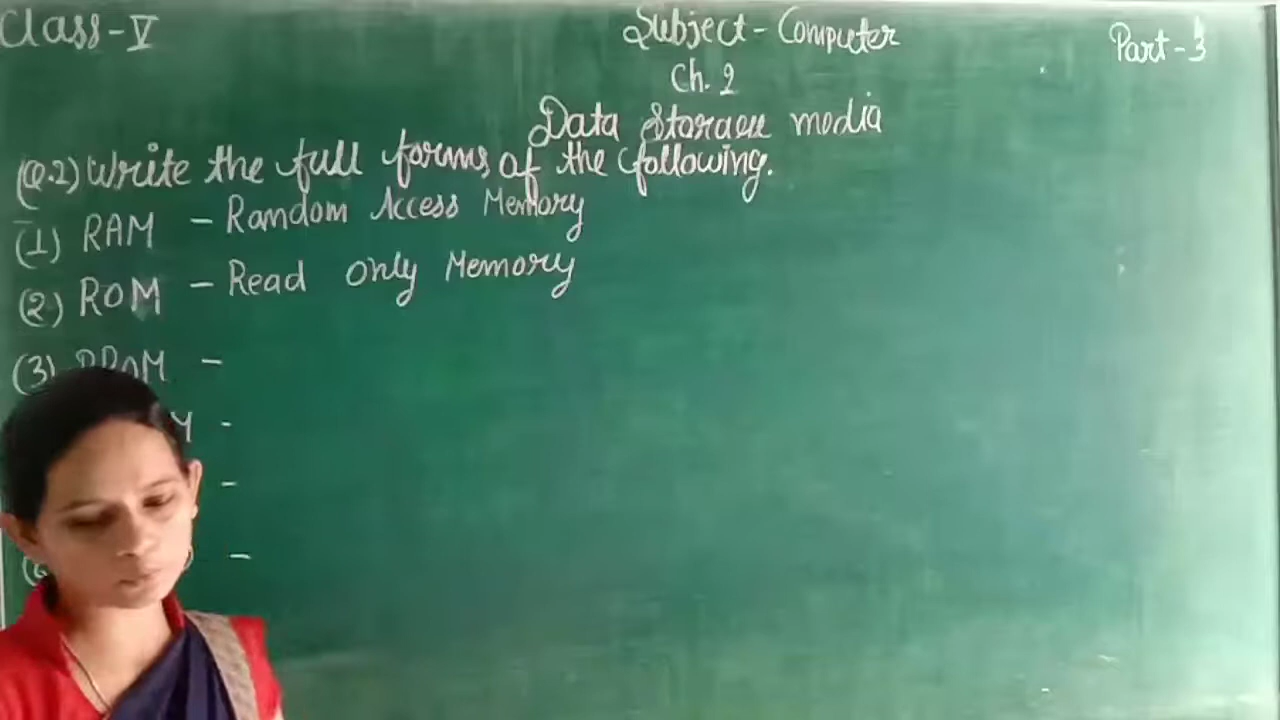 Class-V
Subject-Computer
Part-3
Ch. 2
Data Storage media
(Q.2) Write the full forms of the following.
(1) RAM - Random Access Memory
(2) ROM - Read Only Memory
(3) PROM -